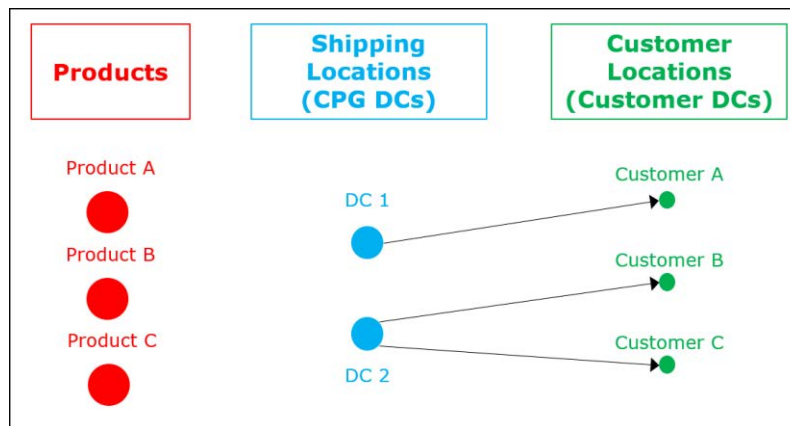 Products
Shipping
Locations
(CPG DCs)
Customer
Locations
(Customer DCs)
Product A
Product B
Product C
DC 1
DC 2
Customer A
Customer B
Customer C